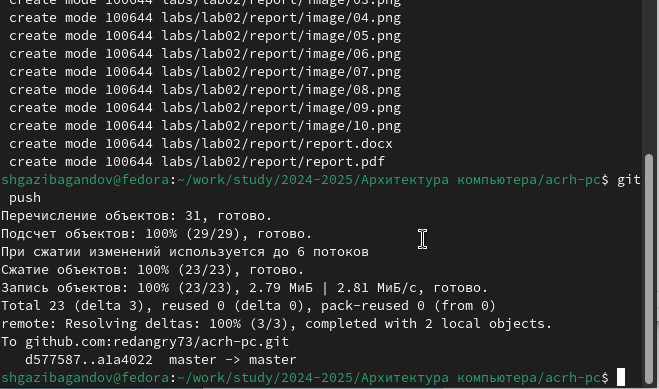 create mode 100644 labs/lab02/report/image/03.png
create mode 100644 labs/lab02/report/image/04.png
create mode 100644 labs/lab02/report/image/05.png
create mode 100644 labs/lab02/report/image/06.png
create mode 100644 labs/lab02/report/image/07.png
create mode 100644 labs/lab02/report/image/08.png
create mode 100644 labs/lab02/report/image/09.png
create mode 100644 labs/lab02/report/image/10.png
create mode 100644 labs/lab02/report/report.docx
create mode 100644 labs/lab02/report/report.pdf
shgazibagandov@fedora:~/work/study/2024-2025/Архитектура компьютера/acrh-pc$ git
push
Перечисление объектов: 31, готово.
Подсчет объектов: 100% (29/29), готово.
При сжатии изменений используется до 6 потоков
Сжатие объектов: 100% (23/23), готово.
Запись объектов: 100% (23/23), 2.79 МиБ | 2.81 МиБ/с, готово.
Total 23 (delta 3), reused 0 (delta 0), pack-reused 0 (from 0)
remote: Resolving deltas: 100% (3/3), completed with 2 local objects.
To github.com:redangry73/acrh-pc.git
d577587..a1a4022  master -> master
shgazibagandov@fedora:~/work/study/2024-2025/Архитектура компьютера/acrh-pc$